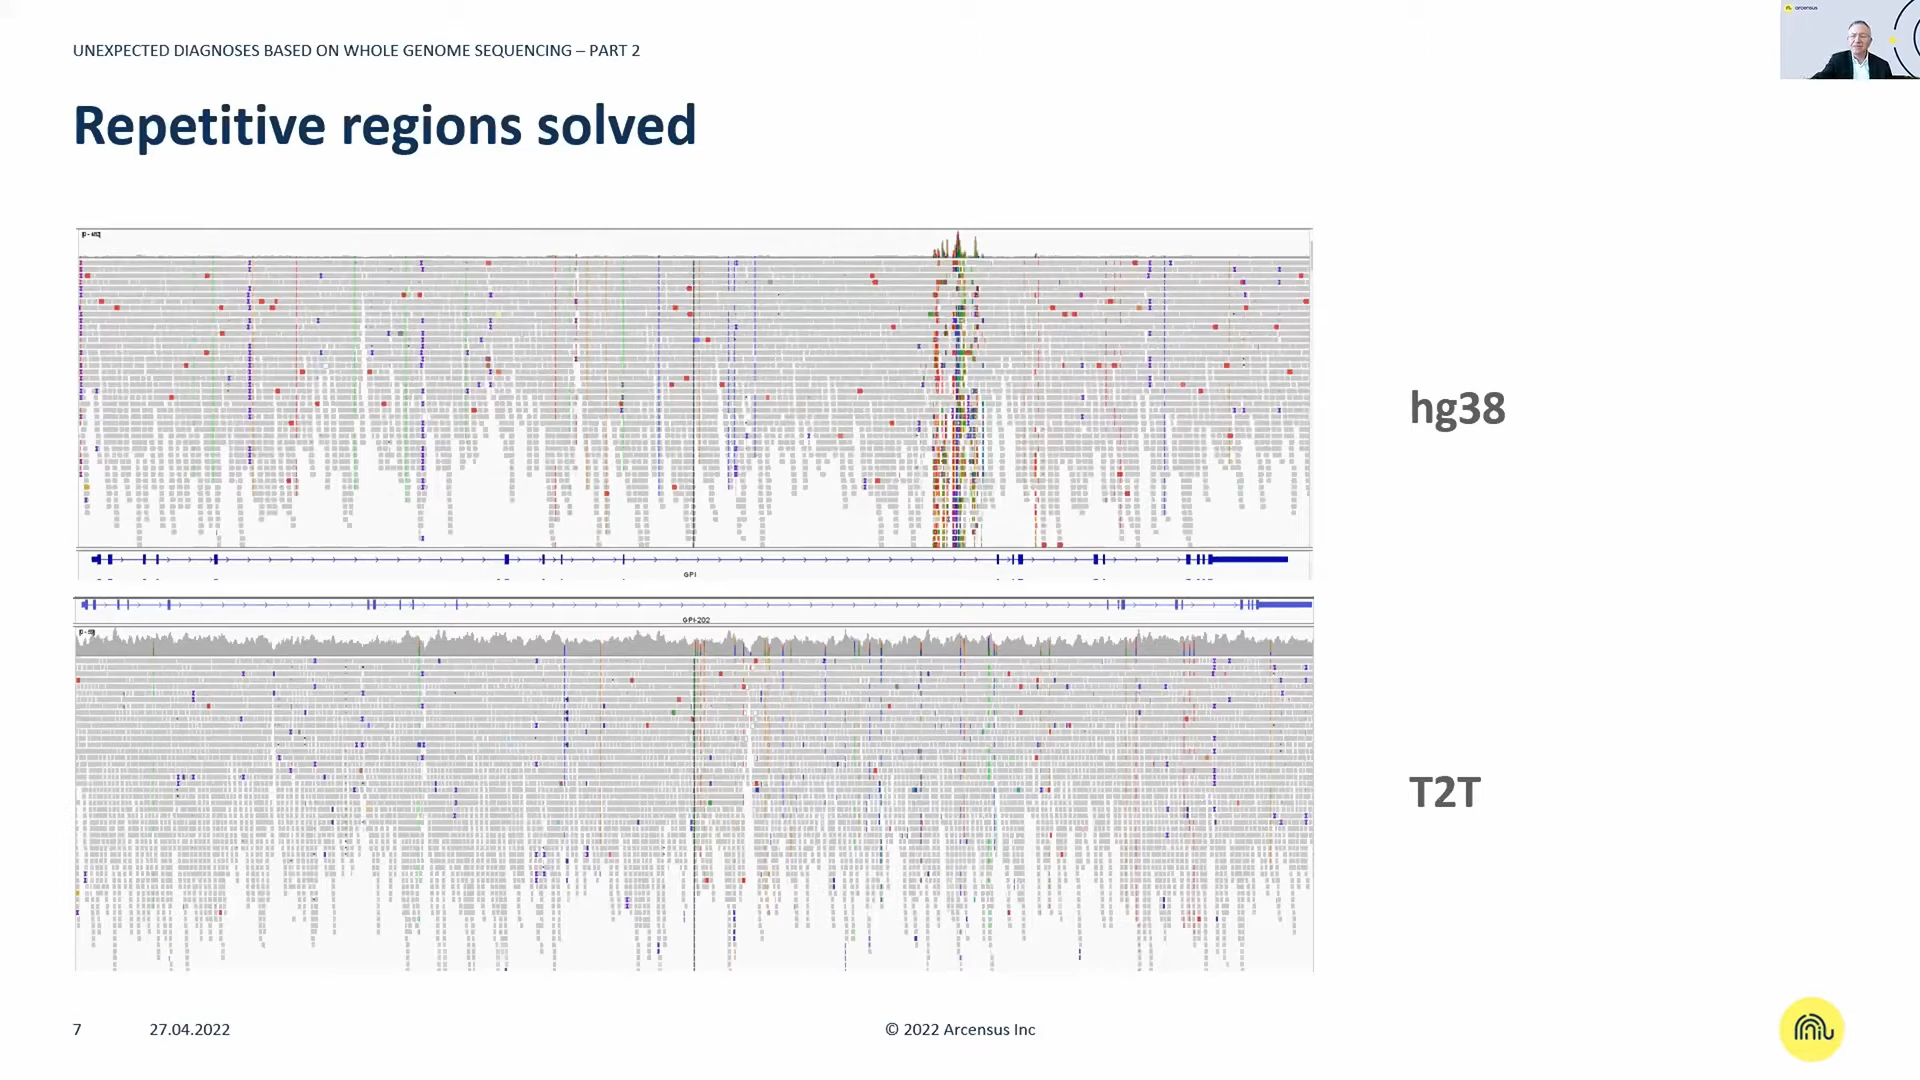 UNEXPECTED DIAGNOSES BASED ON WHOLE GENOME SEQUENCING – PART 2
arcensus
Repetitive regions solved
hg38
GPI
GPI-202
T2T
7
27.04.2022
© 2022 Arcensus Inc